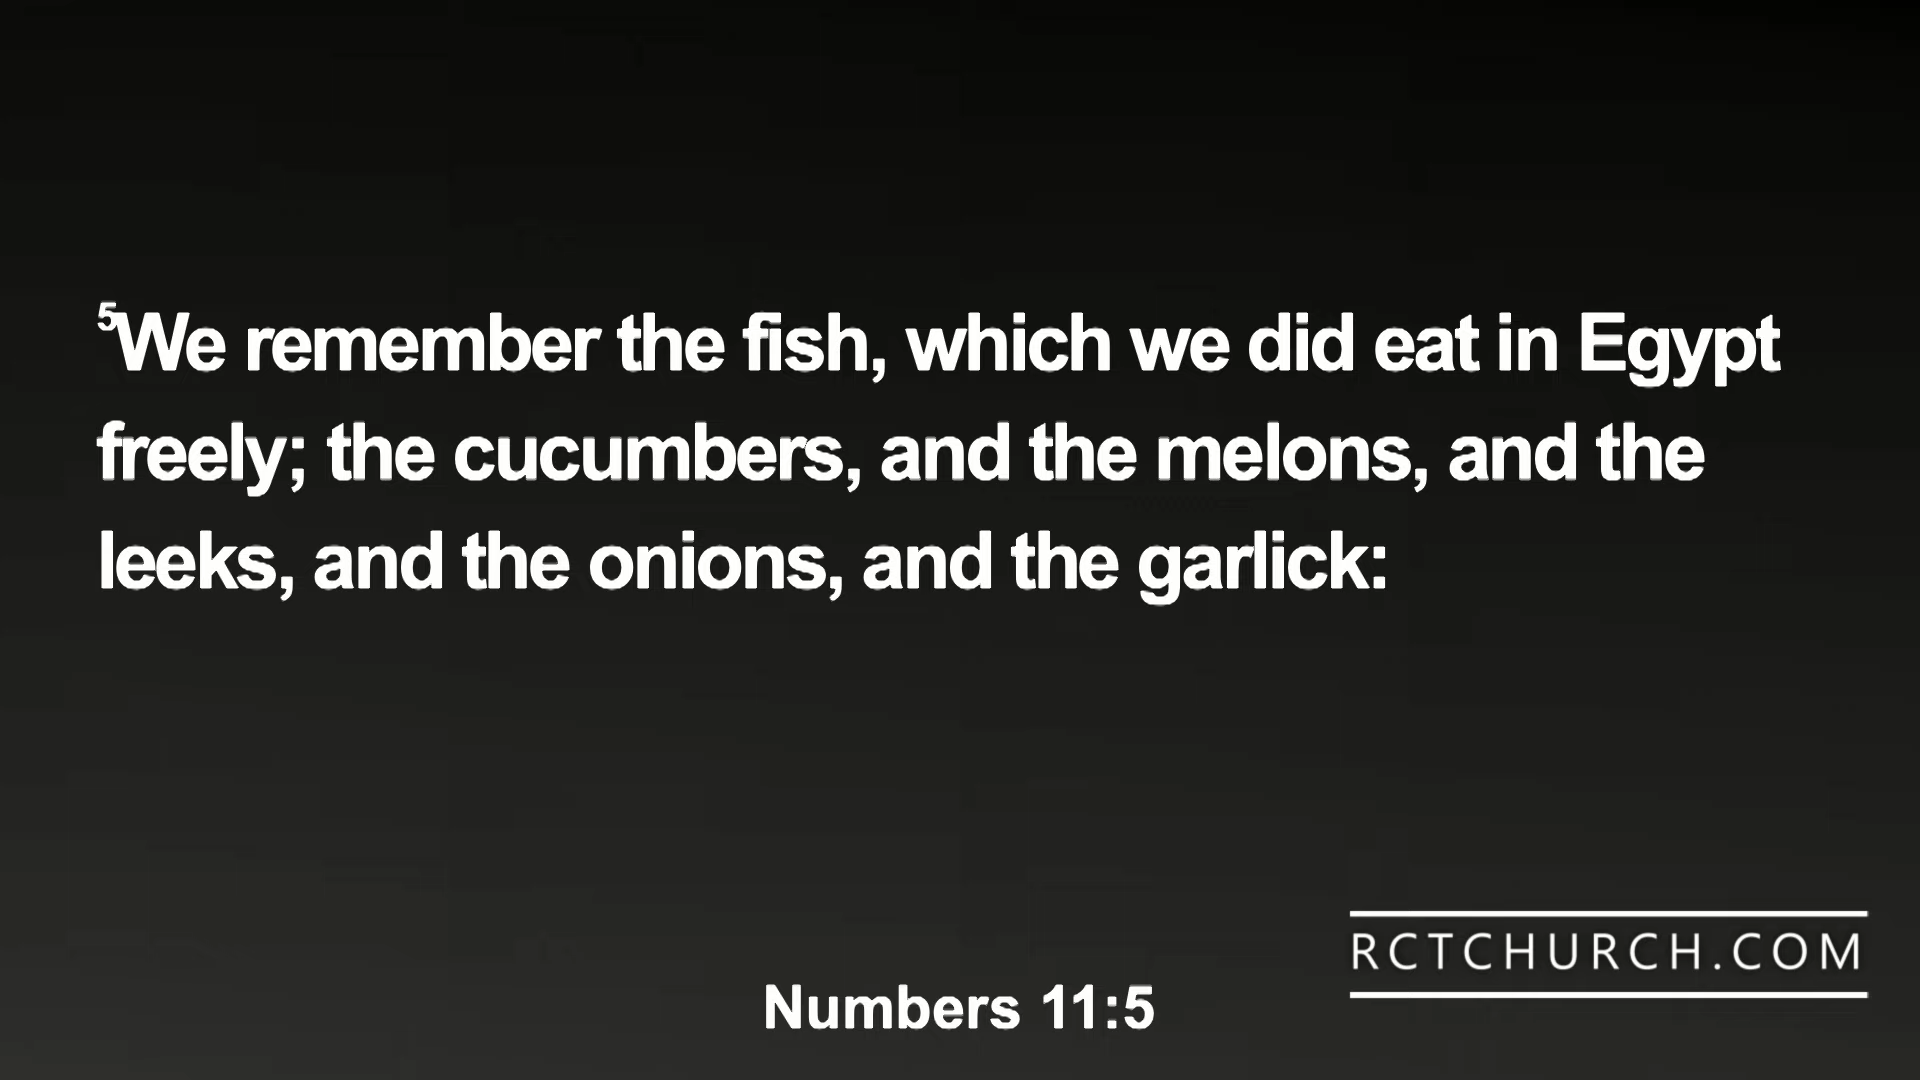 5We remember the fish, which we did eat in Egypt
freely; the cucumbers, and the melons, and the
leeks, and the onions, and the garlick:
RCTCHURCH.COM
Numbers 11:5